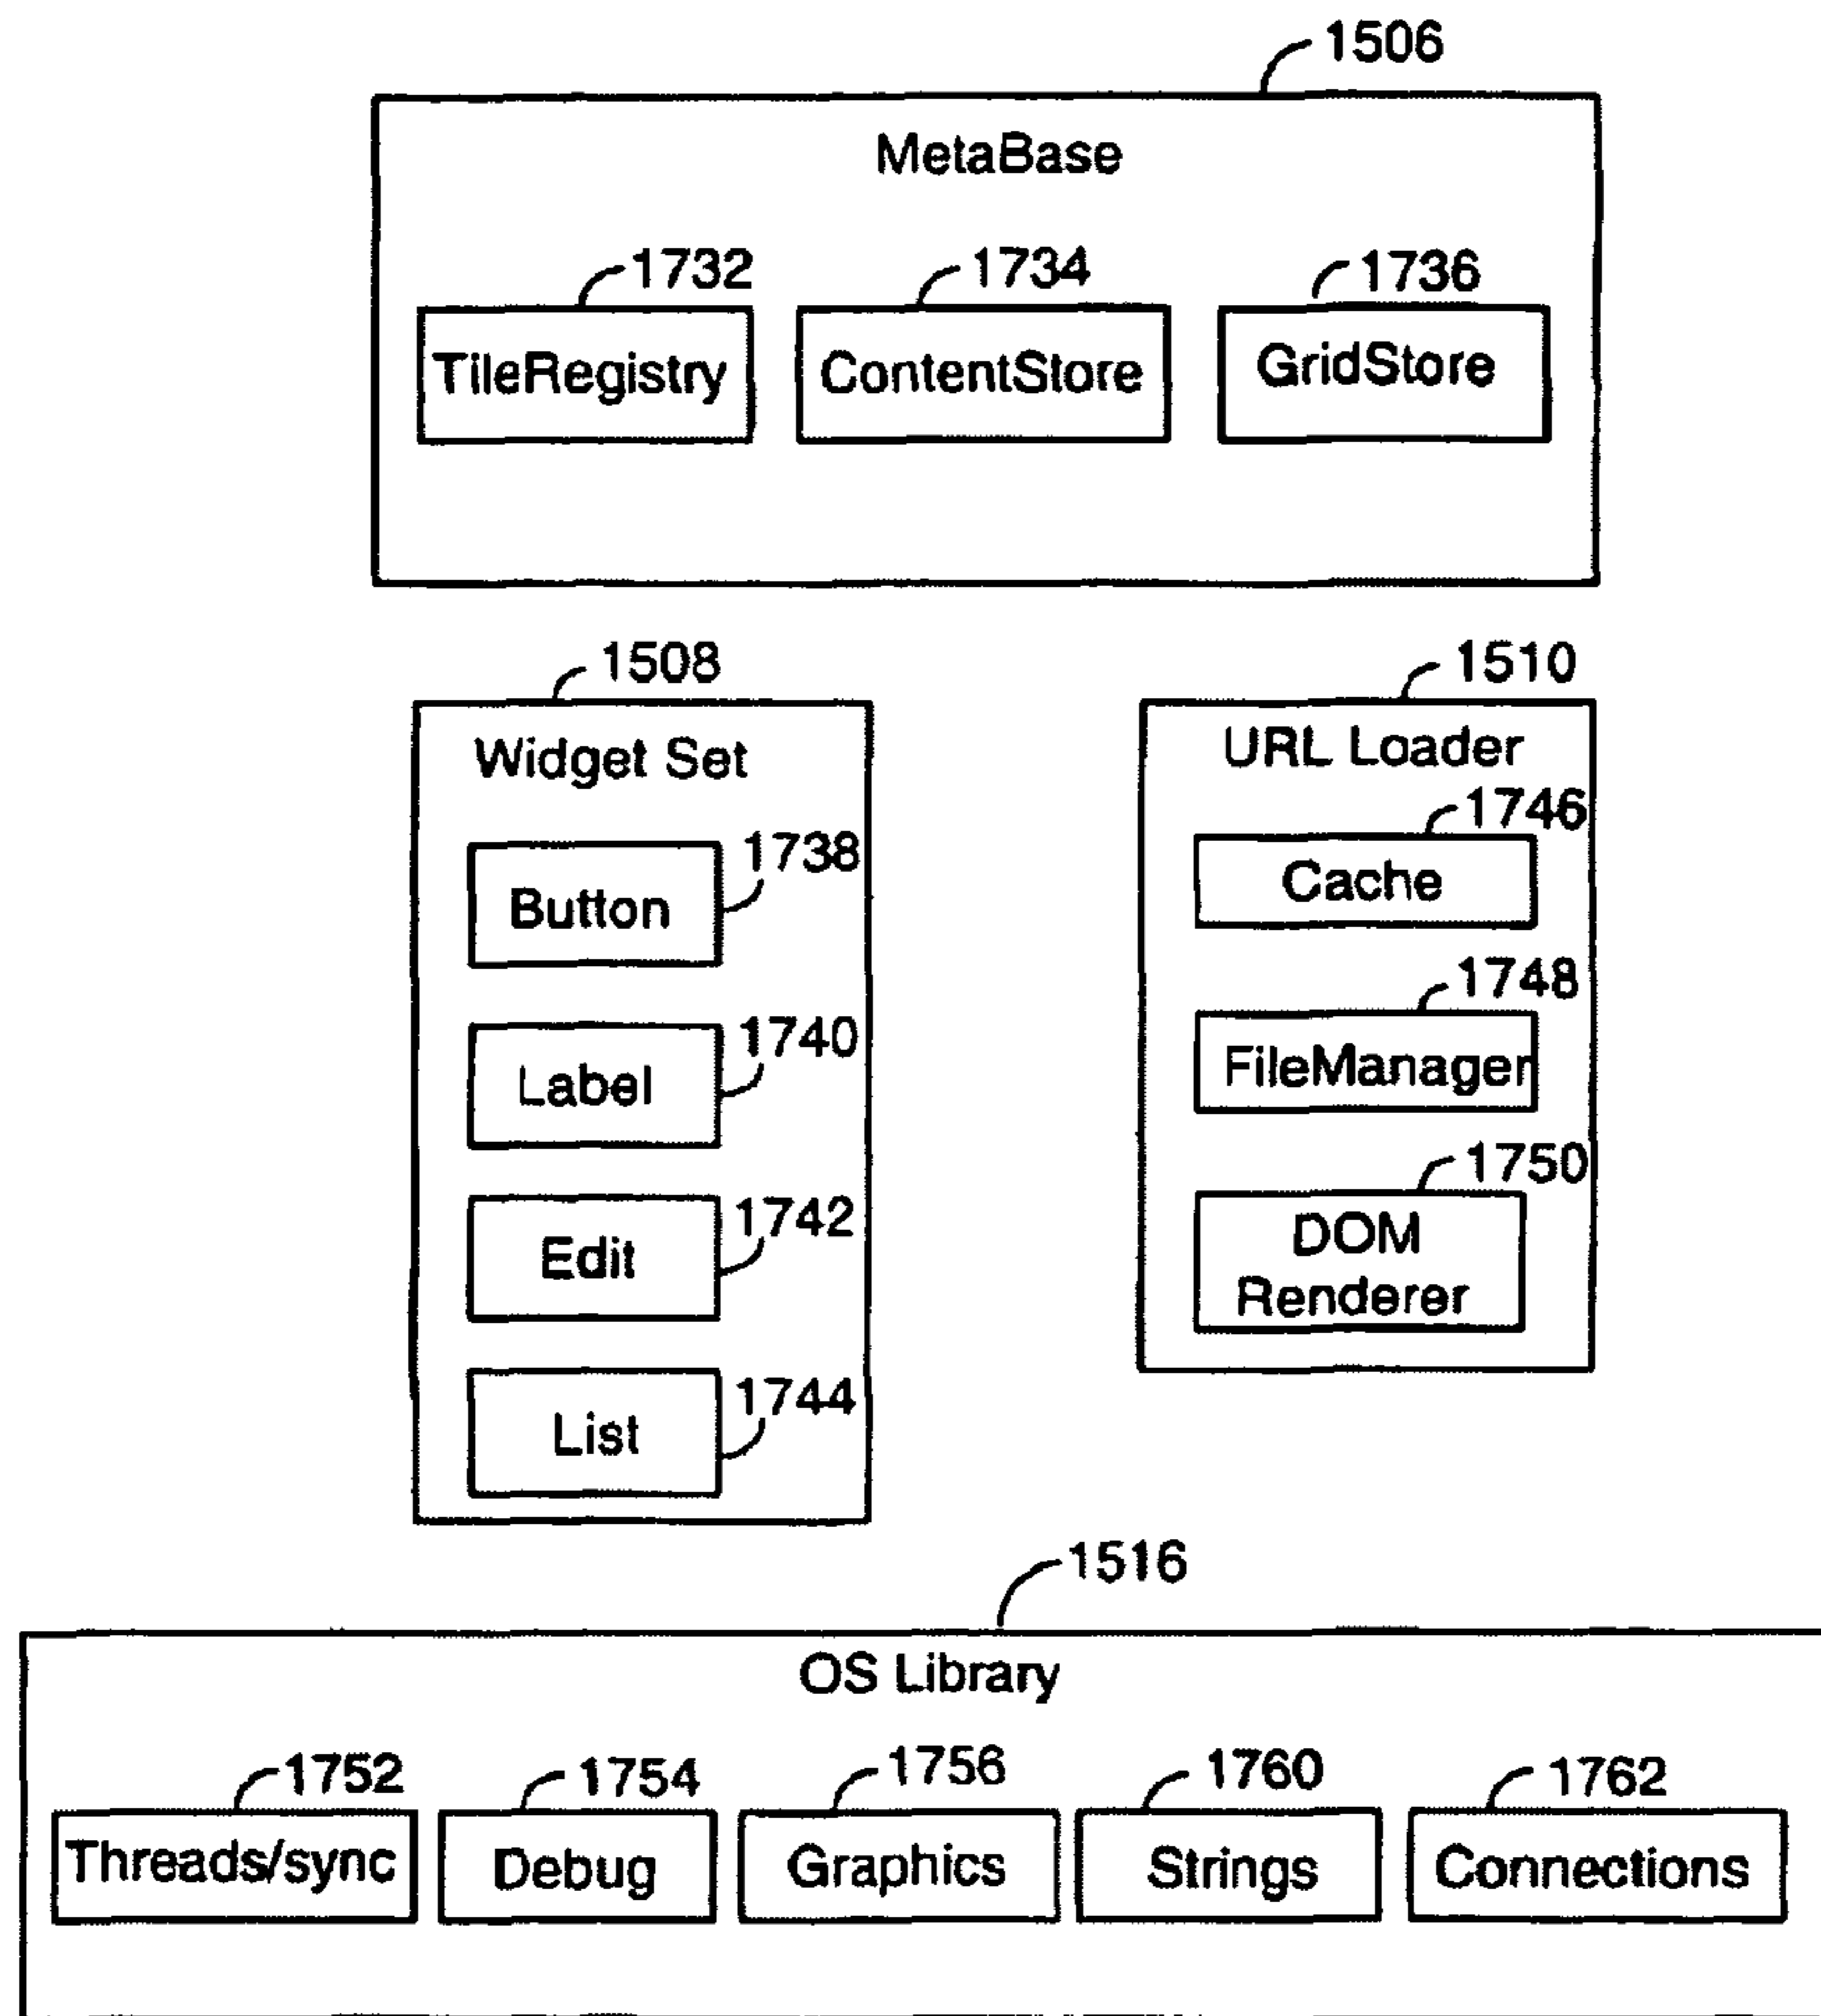 1506
MetaBase
1732
1734
1736
TileRegistry
ContentStore
GridStore
1508
1510
Widget Set
URL Loader
1738
1746
Button
Cache
1740
1748
Label
FileManager
1742
1750
Edit
DOM
Renderer
1744
List
1516
OS Library
1752
1754
1756
1760
1762
Threads/sync
Debug
Graphics
Strings
Connections